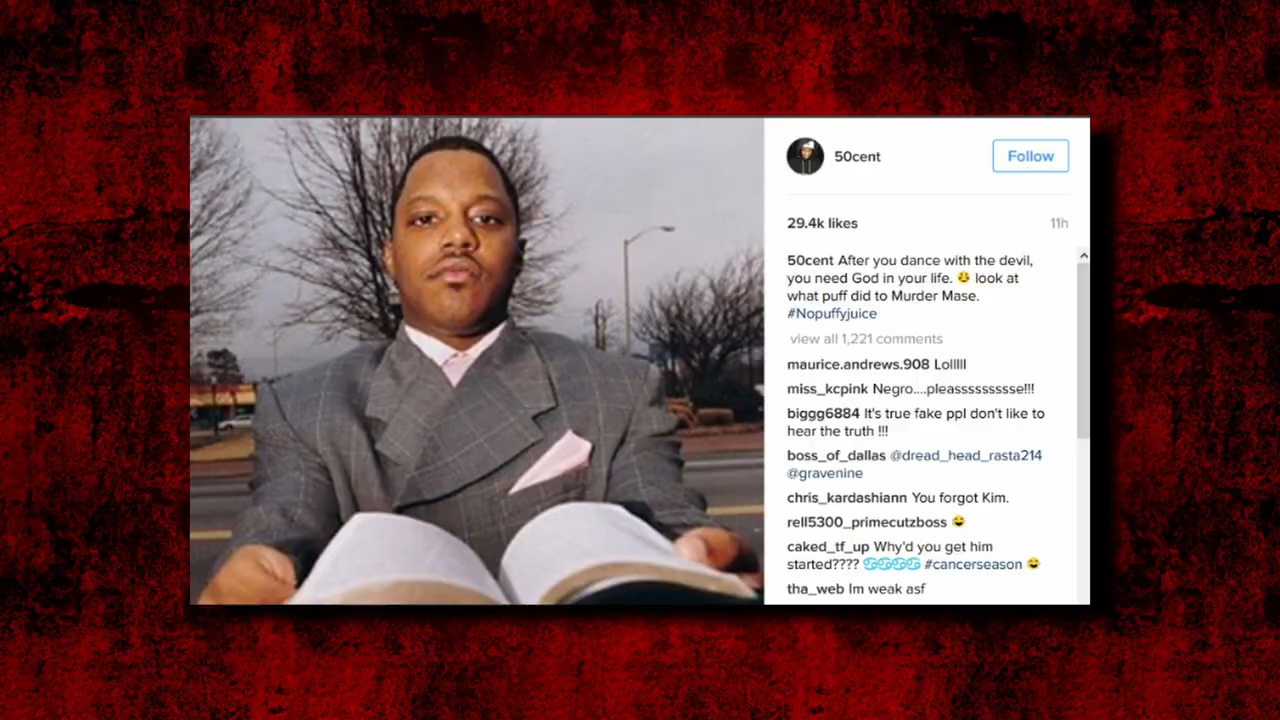 50cent
Follow
29.4k likes
11h
50cent After you dance with the devil,
you need God in your life. look at
what puff did to Murder Mase.
#Nopuffyjuice
view all 1,221 comments
maurice.andrews.908 Lolllll
miss_kcpink Negro....pleasssssssssse!!!
biggg6884 It's true fake ppl don't like to
hear the truth !!!
boss_of_dallas @dread_head_rasta214
@gravenine
chris_kardashiann You forgot Kim.
rell5300_primecutzboss 😂
caked_tf_up Why'd you get him
started???? ♋♋♋♋ #cancerseason 😂
tha_web Im weak asf